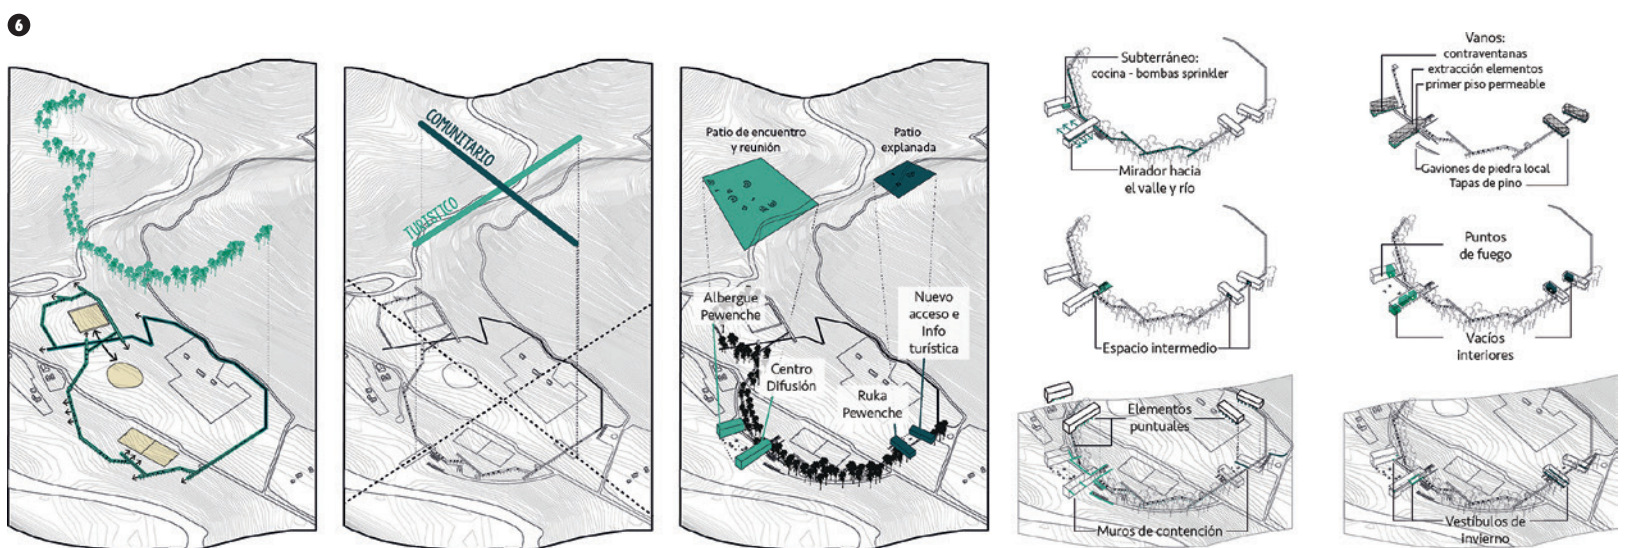 6
COMUNITARIO
TURISTICO
Patio de encuentro
y reunión
Patio
explanada
Albergue
Pewenche
Nuevo
acceso e
Info
turística
Centro
Difusión
Ruka
Pewenche
Subterráneo:
cocina - bombas sprinkler
Mirador hacia
el valle y río
Vanos:
contraventanas
extracción elementos
primer piso permeable
Gaviones de piedra local
Tapas de pino
Espacio intermedio
Puntos
de fuego
Vacíos
interiores
Elementos
puntuales
Muros de contención
Vestíbulos de
invierno